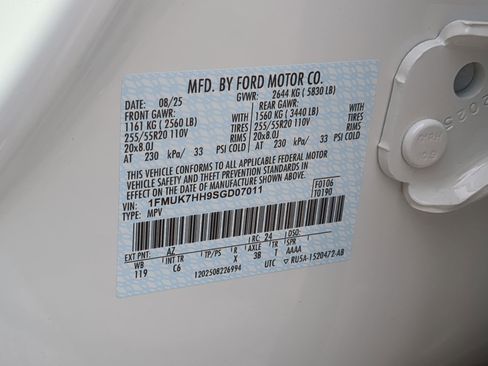 MFD. BY FORD MOTOR CO.
DATE: 08/25 GVWR: 2644 KG (5830 LB)
FRONT GAWR: REAR GAWR:
1161 KG (2560 LB) WITH 1560 KG (3440 LB) WITH
255/55R20 110V TIRES 255/55R20 110V TIRES
20x8.0J RIMS 20x8.0J RIMS
AT 230 kPa/ 33 PSI COLD AT 230 kPa/ 33 PSI COLD
THIS VEHICLE CONFORMS TO ALL APPLICABLE FEDERAL MOTOR
VEHICLE SAFETY AND THEFT PREVENTION STANDARDS IN
EFFECT ON THE DATE OF MANUFACTURE SHOWN ABOVE.
VIN: 1FMUK7HH9SGD07011 F0106
TYPE: MPV T0190
EXT PNT: AZ RC: 24 DSO:
WB INT TR TP/PS R AXLE TR SPR
119 C6 X 3B T AAAA
1202508226994 UTC RU5A-1520472-AB